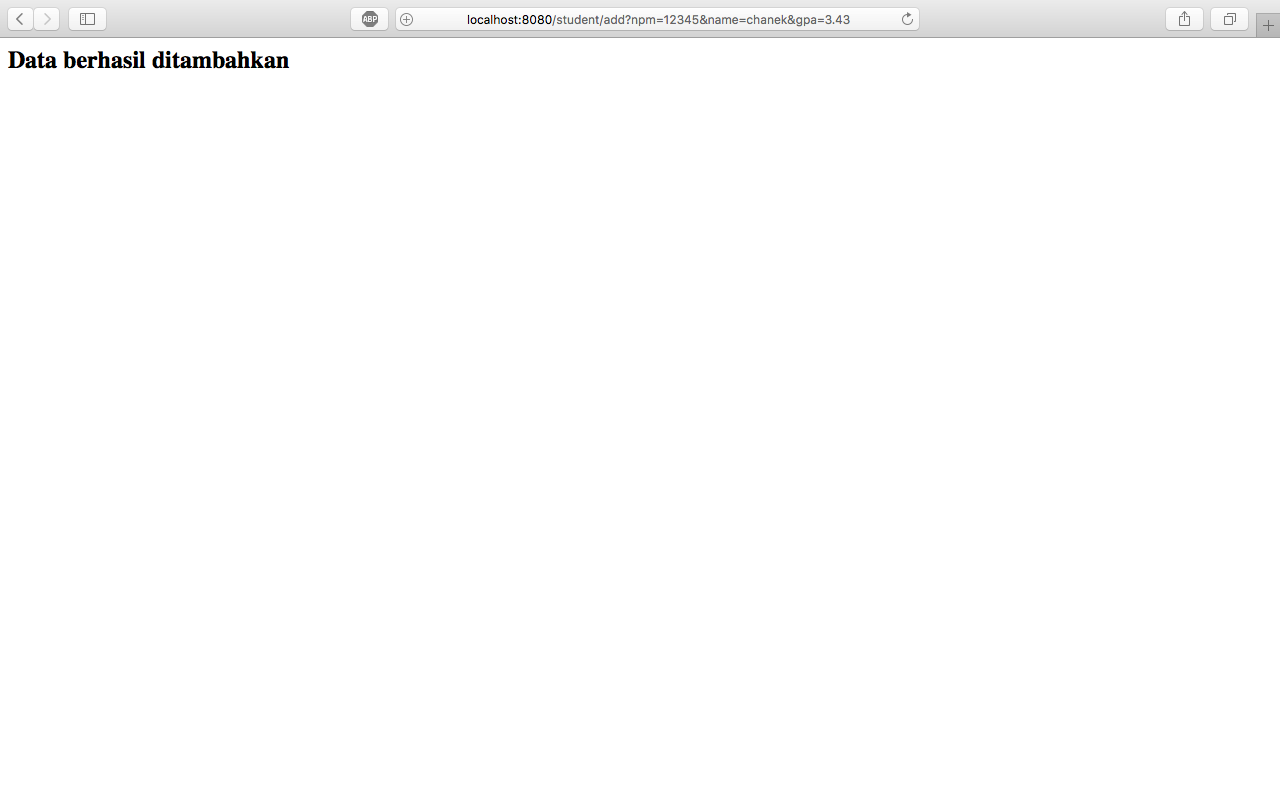 ABP
localhost:8080/student/add?npm=12345&name=chanek&gpa=3.43
Data berhasil ditambahkan